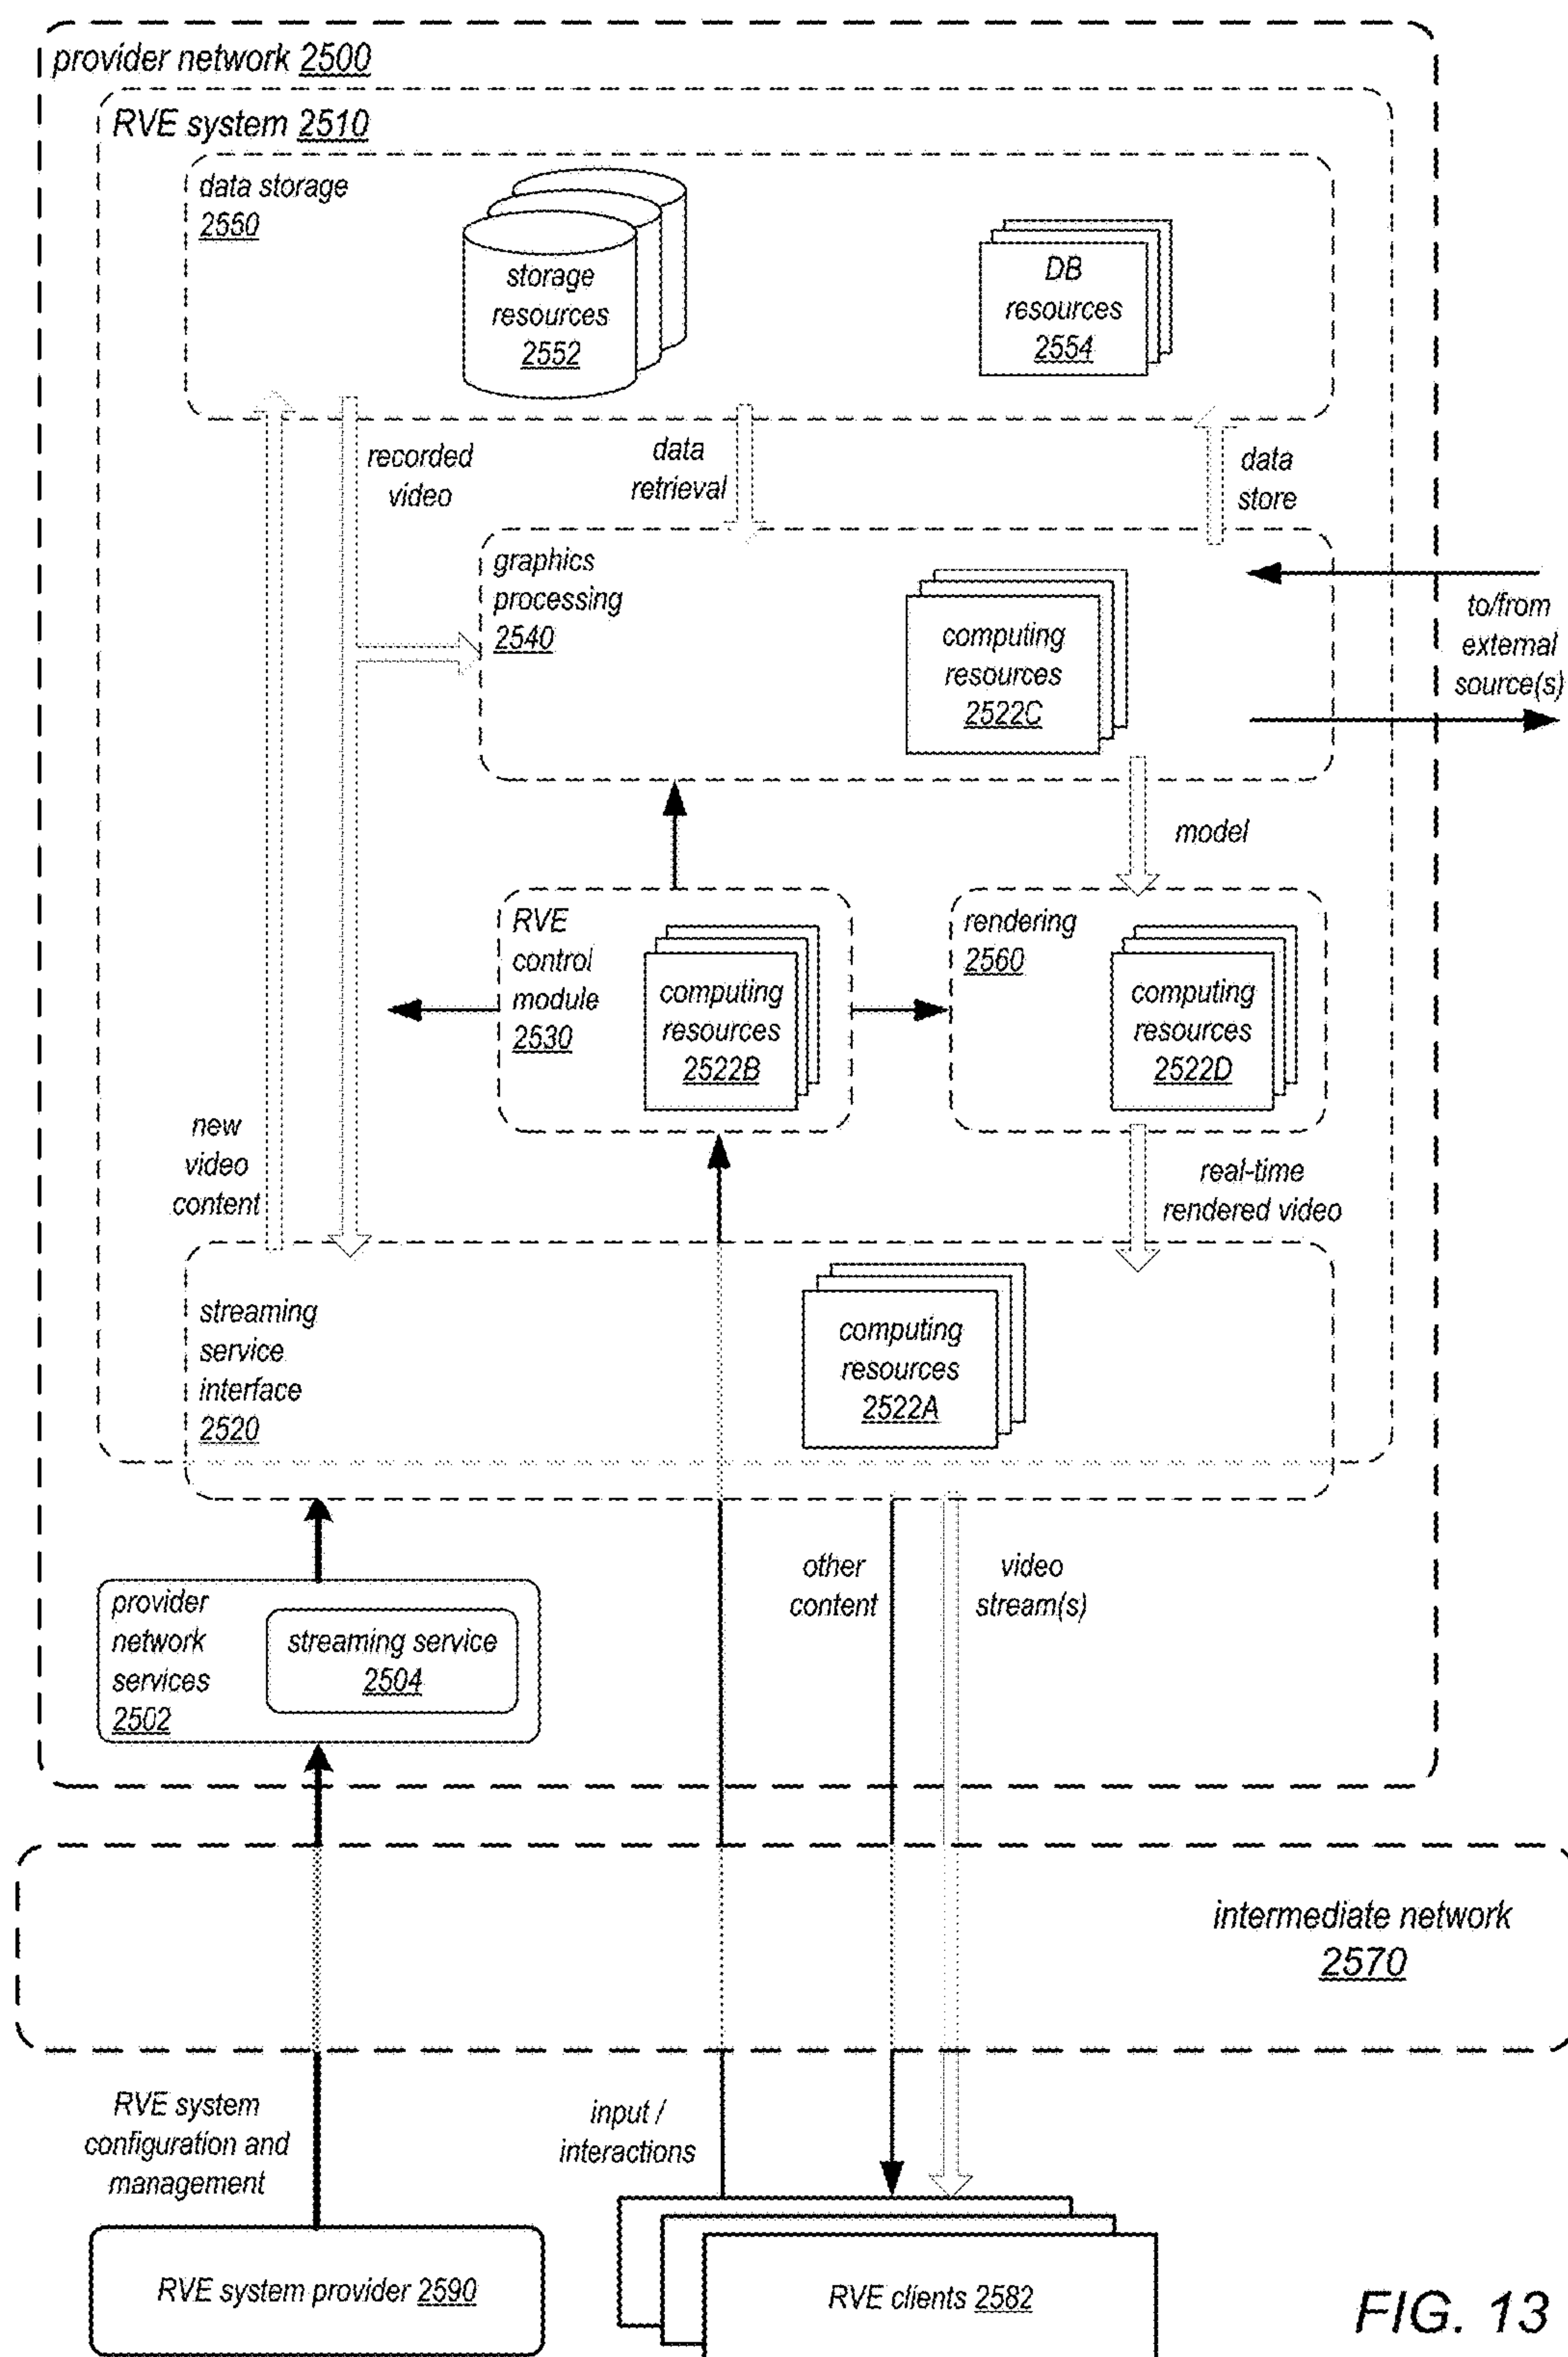 provider network 2500
RVE system 2510
data storage
2550
storage
resources
2552
DB
resources
2554
recorded
video
data
retrieval
data
store
graphics
processing
2540
computing
resources
2522C
to/from
external
source(s)
model
RVE
control
module
2530
computing
resources
2522B
rendering
2560
computing
resources
2522D
new
video
content
real-time
rendered video
streaming
service
interface
2520
computing
resources
2522A
other
content
video
stream(s)
provider
network
services
2502
streaming service
2504
intermediate network
2570
RVE system
configuration and
management
input /
interactions
RVE system provider 2590
RVE clients 2582
FIG. 13